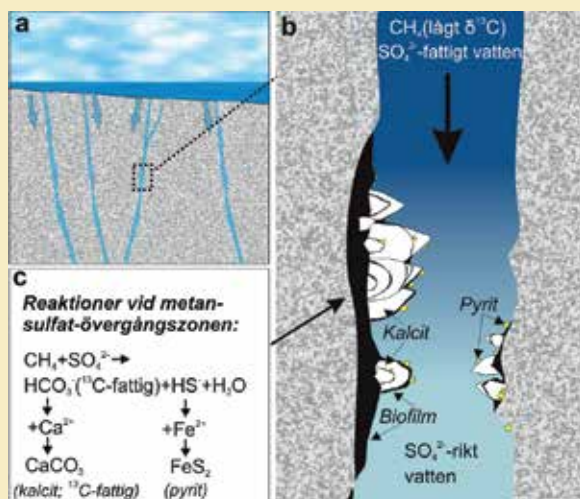 a
b
CH₄(lågt δ¹³C)
SO₄²⁻-fattigt vatten
Kalcit
Pyrit
Biofilm
SO₄²⁻-rikt
vatten
c
Reaktioner vid metan-
sulfat-övergångszonen:
CH₄+SO₄²⁻→
HCO₃⁻(¹³C-fattig)+HS⁻+H₂O
+Ca²⁺ +Fe²⁺
CaCO₃ FeS₂
(kalcit; ¹³C-fattig) (pyrit)